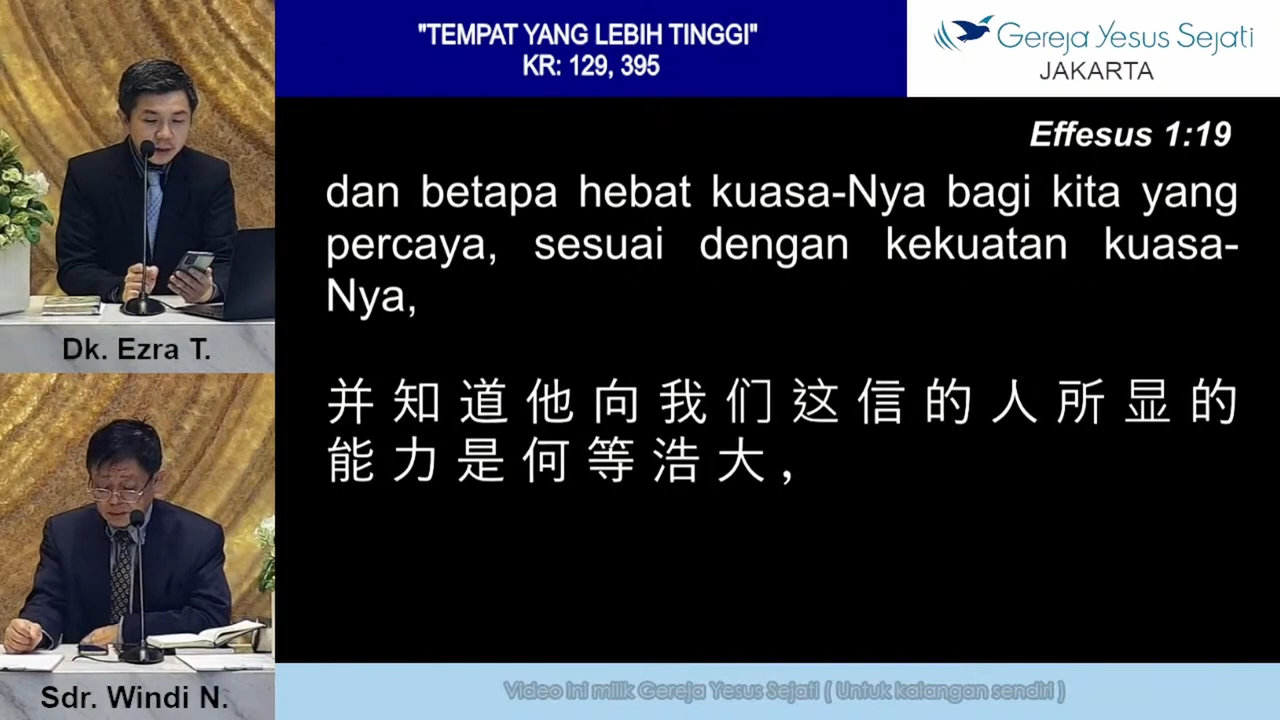 "TEMPAT YANG LEBIH TINGGI"
KR: 129, 395
Gereja Yesus Sejati
JAKARTA
Effesus 1:19
dan betapa hebat kuasa-Nya bagi kita yang
percaya, sesuai dengan kekuatan kuasa-
Nya,
并知道他向我们这信的人所显的
能力是何等浩大，
Dk. Ezra T.
Sdr. Windi N.
Video ini milik Gereja Yesus Sejati ( Untuk kalangan sendiri )